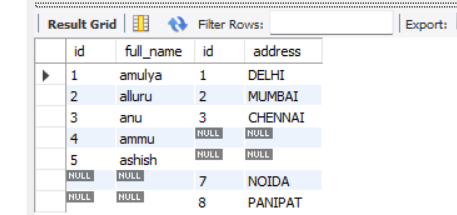 Result Grid Filter Rows: Export:
id full_name id address
1 amulya 1 DELHI
2 alluru 2 MUMBAI
3 anu 3 CHENNAI
4 ammu NULL NULL
5 ashish NULL NULL
NULL NULL 7 NOIDA
NULL NULL 8 PANIPAT